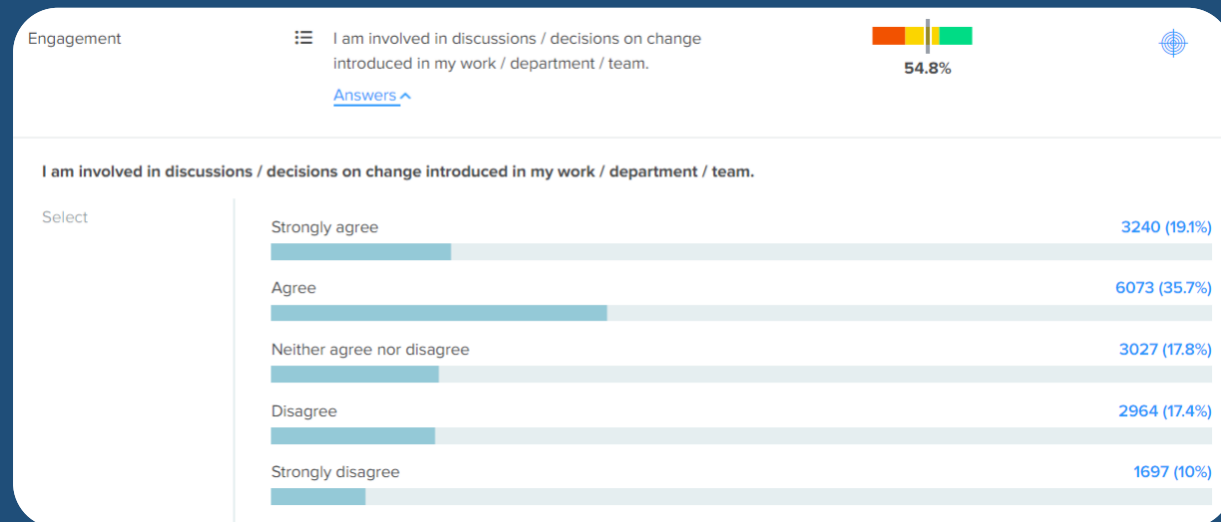 Engagement
I am involved in discussions / decisions on change
introduced in my work / department / team.
54.8%
Answers
I am involved in discussions / decisions on change introduced in my work / department / team.
Select
Strongly agree 3240 (19.1%)
Agree 6073 (35.7%)
Neither agree nor disagree 3027 (17.8%)
Disagree 2964 (17.4%)
Strongly disagree 1697 (10%)